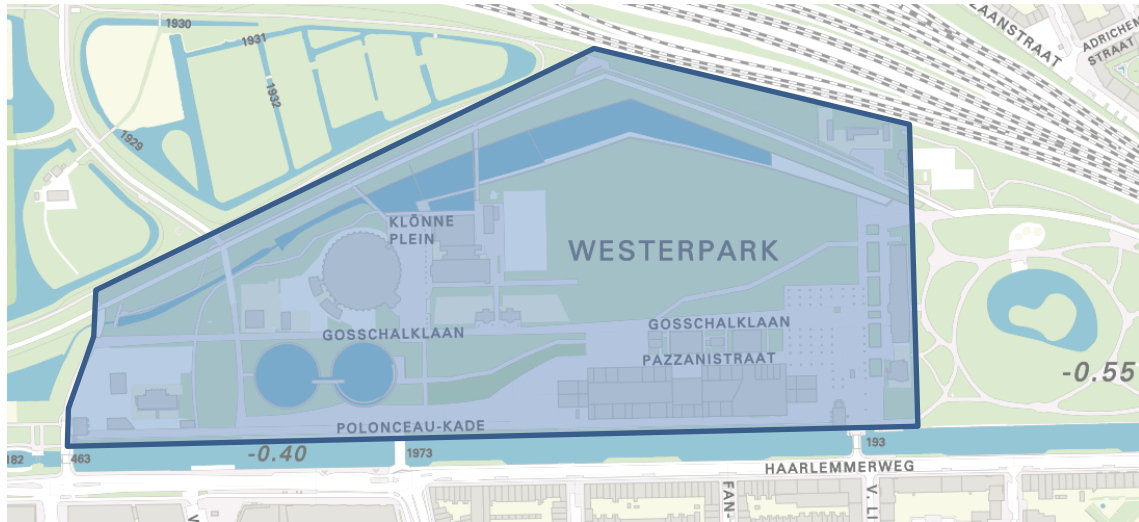 1930
1931
1932
1929
ZAANSTRAAT
ADRICHEM
STRAAT
KLÖNNE
PLEIN
WESTERPARK
GOSSCHALKLAAN
GOSSCHALKLAAN
PAZZANISTRAAT
-0.55
POLONCEAU-KADE
182
463
-0.40
1973
193
HAARLEMMERWEG
FAN-
V. LI
V